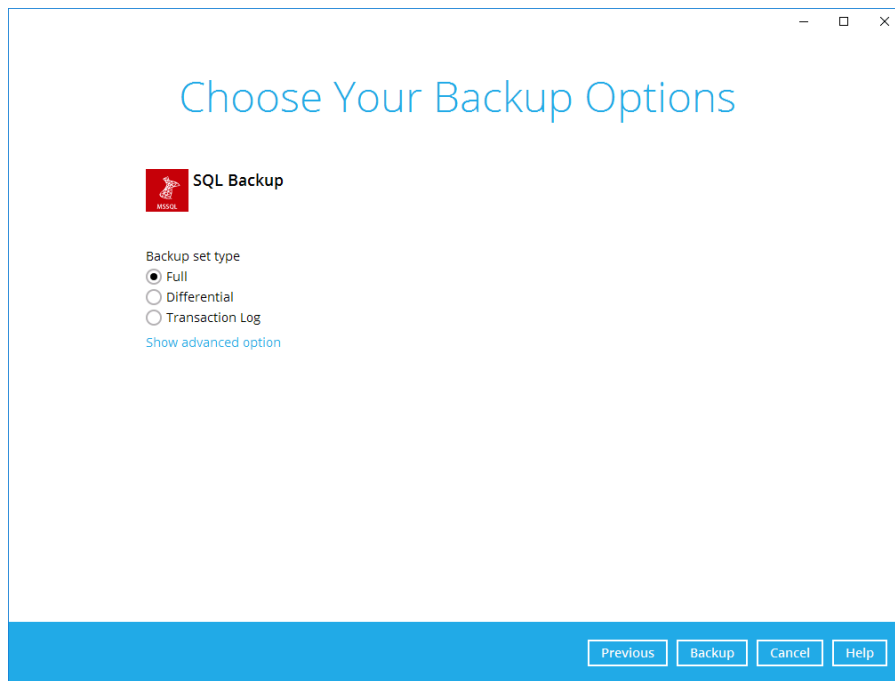 Choose Your Backup Options
MSSQL
SQL Backup
Backup set type
Full
Differential
Transaction Log
Show advanced option
Previous Backup Cancel Help